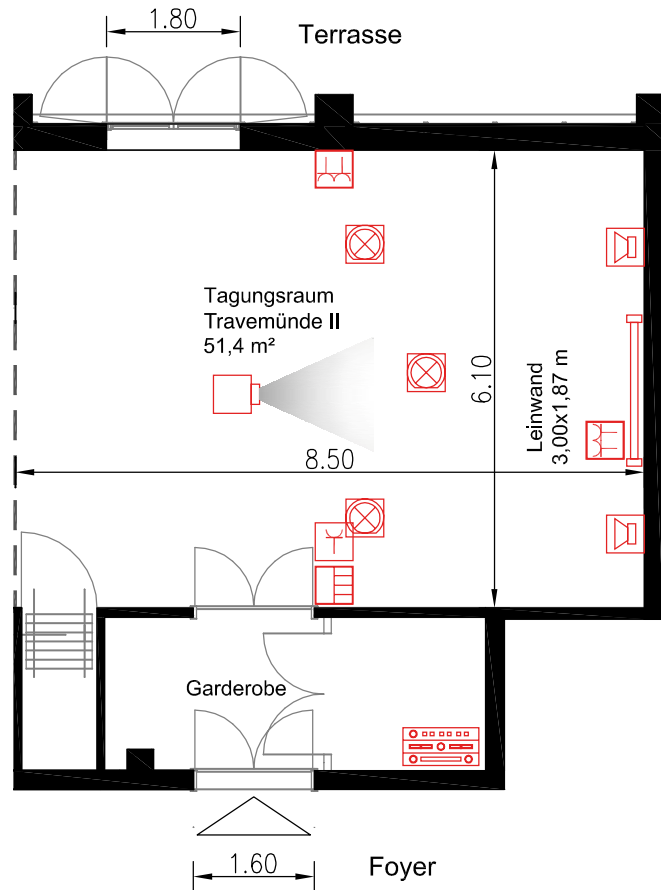 1.80
Terrasse
Tagungsraum
Travemünde II
51,4 m²
6.10
Leinwand
3,00x1,87 m
8.50
Garderobe
1.60
Foyer